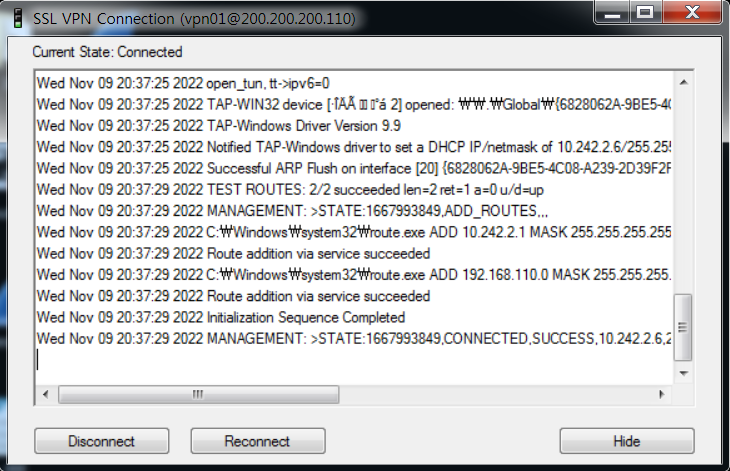 SSL VPN Connection (vpn01@200.200.200.110)
Current State: Connected
Wed Nov 09 20:37:25 2022 open_tun, tt->ipv6=0
Wed Nov 09 20:37:25 2022 TAP-WIN32 device 2] opened: ₩₩.₩Global₩{6828062A-9BE5-4C
Wed Nov 09 20:37:25 2022 TAP-Windows Driver Version 9.9
Wed Nov 09 20:37:25 2022 Notified TAP-Windows driver to set a DHCP IP/netmask of 10.242.2.6/255.255
Wed Nov 09 20:37:25 2022 Successful ARP Flush on interface [20] {6828062A-9BE5-4C08-A239-2D39F2F
Wed Nov 09 20:37:29 2022 TEST ROUTES: 2/2 succeeded len=2 ret=1 a=0 u/d=up
Wed Nov 09 20:37:29 2022 MANAGEMENT: >STATE:1667993849,ADD_ROUTES,,,
Wed Nov 09 20:37:29 2022 C:₩Windows₩system32₩route.exe ADD 10.242.2.1 MASK 255.255.255.255
Wed Nov 09 20:37:29 2022 Route addition via service succeeded
Wed Nov 09 20:37:29 2022 C:₩Windows₩system32₩route.exe ADD 192.168.110.0 MASK 255.255.255.
Wed Nov 09 20:37:29 2022 Route addition via service succeeded
Wed Nov 09 20:37:29 2022 Initialization Sequence Completed
Wed Nov 09 20:37:29 2022 MANAGEMENT: >STATE:1667993849,CONNECTED,SUCCESS,10.242.2.6,2
Disconnect
Reconnect
Hide